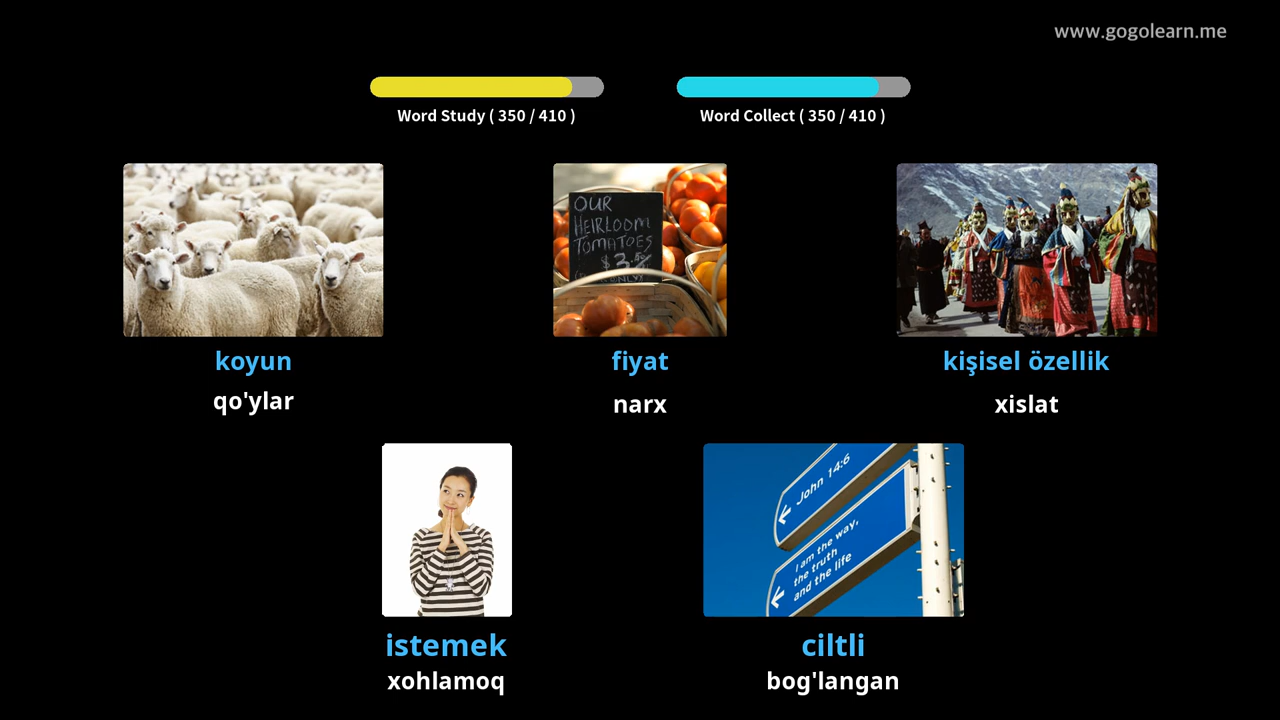 www.gogolearn.me
Word Study ( 350 / 410 )
Word Collect ( 350 / 410 )
OUR
HEIRLOOM
TOMATOES
koyun
fiyat
kişisel özellik
qo'ylar
narx
xislat
John 14:6
I am the way,
the truth
and the life
istemek
ciltli
xohlamoq
bog'langan